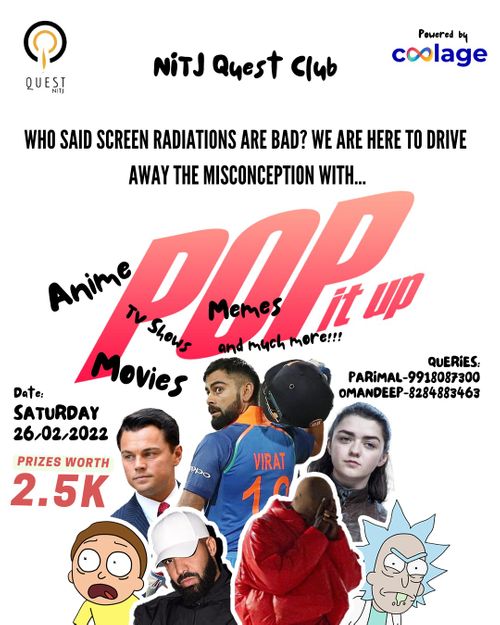 QUEST
NITJ
NiTJ Quest Club
Powered by
coolage
WHO SAID SCREEN RADIATIONS ARE BAD? WE ARE HERE TO DRIVE
AWAY THE MISCONCEPTION WITH...
POP
it up
Anime
TV Shows
Memes
and much more!!!
Movies
QUERIES:
PARIMAL-9918087300
OMANDEEP-8284883463
Date:
SATURDAY
26/02/2022
PRIZES WORTH
2.5K
oppo
VIRAT